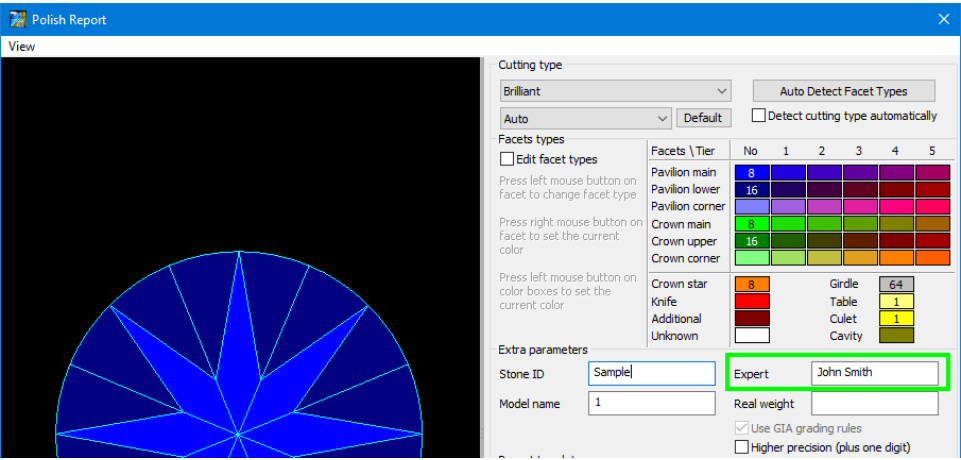 Polish Report
View
Cutting type
Brilliant
Auto Detect Facet Types
Auto
Default
Detect cutting type automatically
Facets types
Edit facet types
Press left mouse button on
facet to change facet type
Press right mouse button on
facet to set the current
color
Press left mouse button on
color boxes to set the
current color
Facets \ Tier No 1 2 3 4 5
Pavilion main 8
Pavilion lower 16
Pavilion corner
Crown main 8
Crown upper 16
Crown corner
Crown star 8 Girdle 64
Knife Table 1
Additional Culet 1
Unknown Cavity
Extra parameters
Stone ID Sample Expert John Smith
Model name 1 Real weight
Use GIA grading rules
Higher precision (plus one digit)